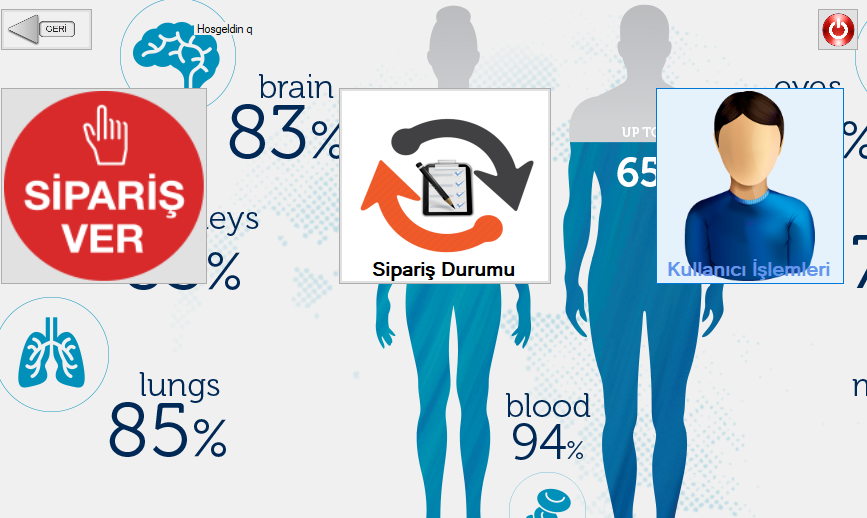 GERİ
Hosgeldin q
brain
83%
eyes
%
UP TO
65
SİPARİŞ
VER
Sipariş Durumu
Kullanıcı İşlemleri
eys
%
7
lungs
85%
blood
94%